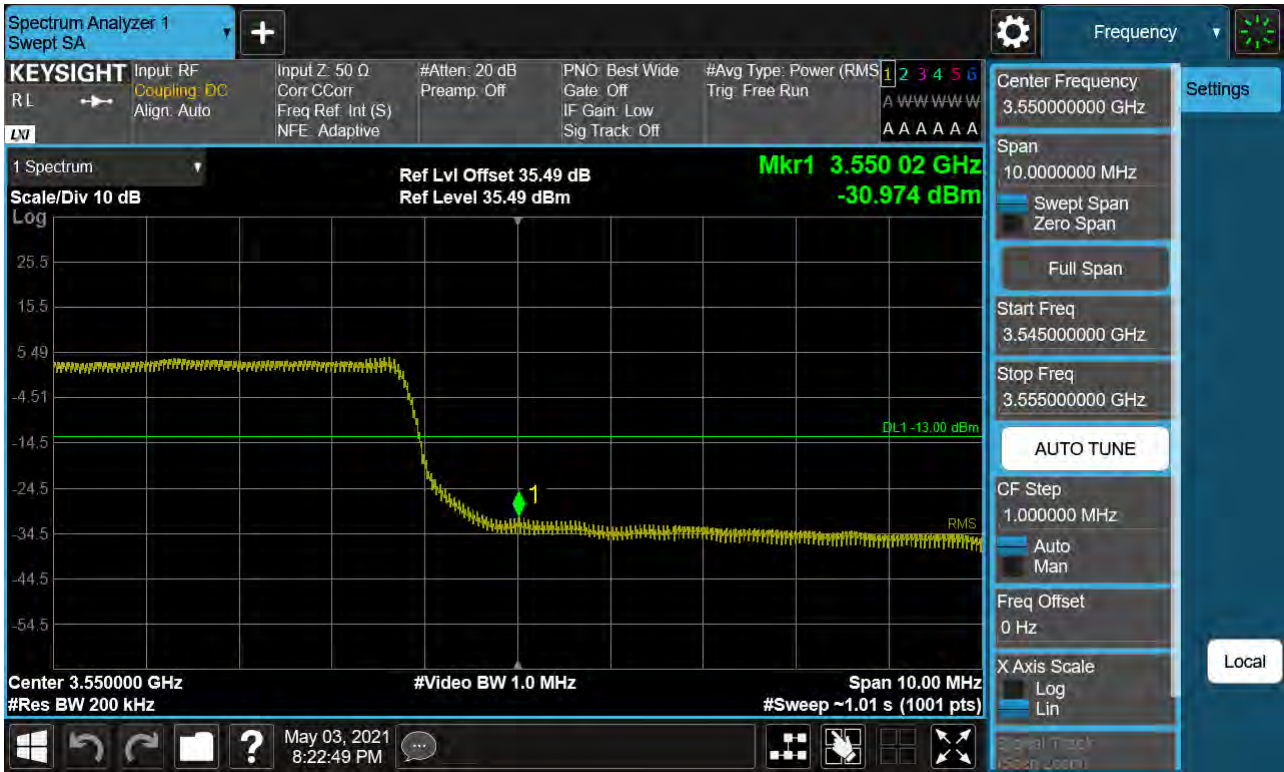 Spectrum Analyzer 1
Swept SA
+
Frequency
KEYSIGHT
RL
LXI
Input: RF
Coupling: DC
Align: Auto
Input Z: 50 Ω
Corr CCorr
Freq Ref: Int (S)
NFE: Adaptive
#Atten: 20 dB
Preamp: Off
PNO: Best Wide
Gate: Off
IF Gain: Low
Sig Track: Off
#Avg Type: Power (RMS
Trig: Free Run
1 2 3 4 5 6
A W W W W W
A A A A A A
1 Spectrum
Scale/Div 10 dB
Log
Ref Lvl Offset 35.49 dB
Ref Level 35.49 dBm
Mkr1 3.550 02 GHz
-30.974 dBm
25.5
15.5
5.49
-4.51
-14.5
-24.5
-34.5
-44.5
-54.5
DL1 -13.00 dBm
1
RMS
Center 3.550000 GHz
#Res BW 200 kHz
#Video BW 1.0 MHz
Span 10.00 MHz
#Sweep ~1.01 s (1001 pts)
Center Frequency
3.550000000 GHz
Settings
Span
10.0000000 MHz
Swept Span
Zero Span
Full Span
Start Freq
3.545000000 GHz
Stop Freq
3.555000000 GHz
AUTO TUNE
CF Step
1.000000 MHz
Auto
Man
Freq Offset
0 Hz
X Axis Scale
Log
Lin
Local
Signal Track
(Span Zoom)
?
May 03, 2021
8:22:49 PM